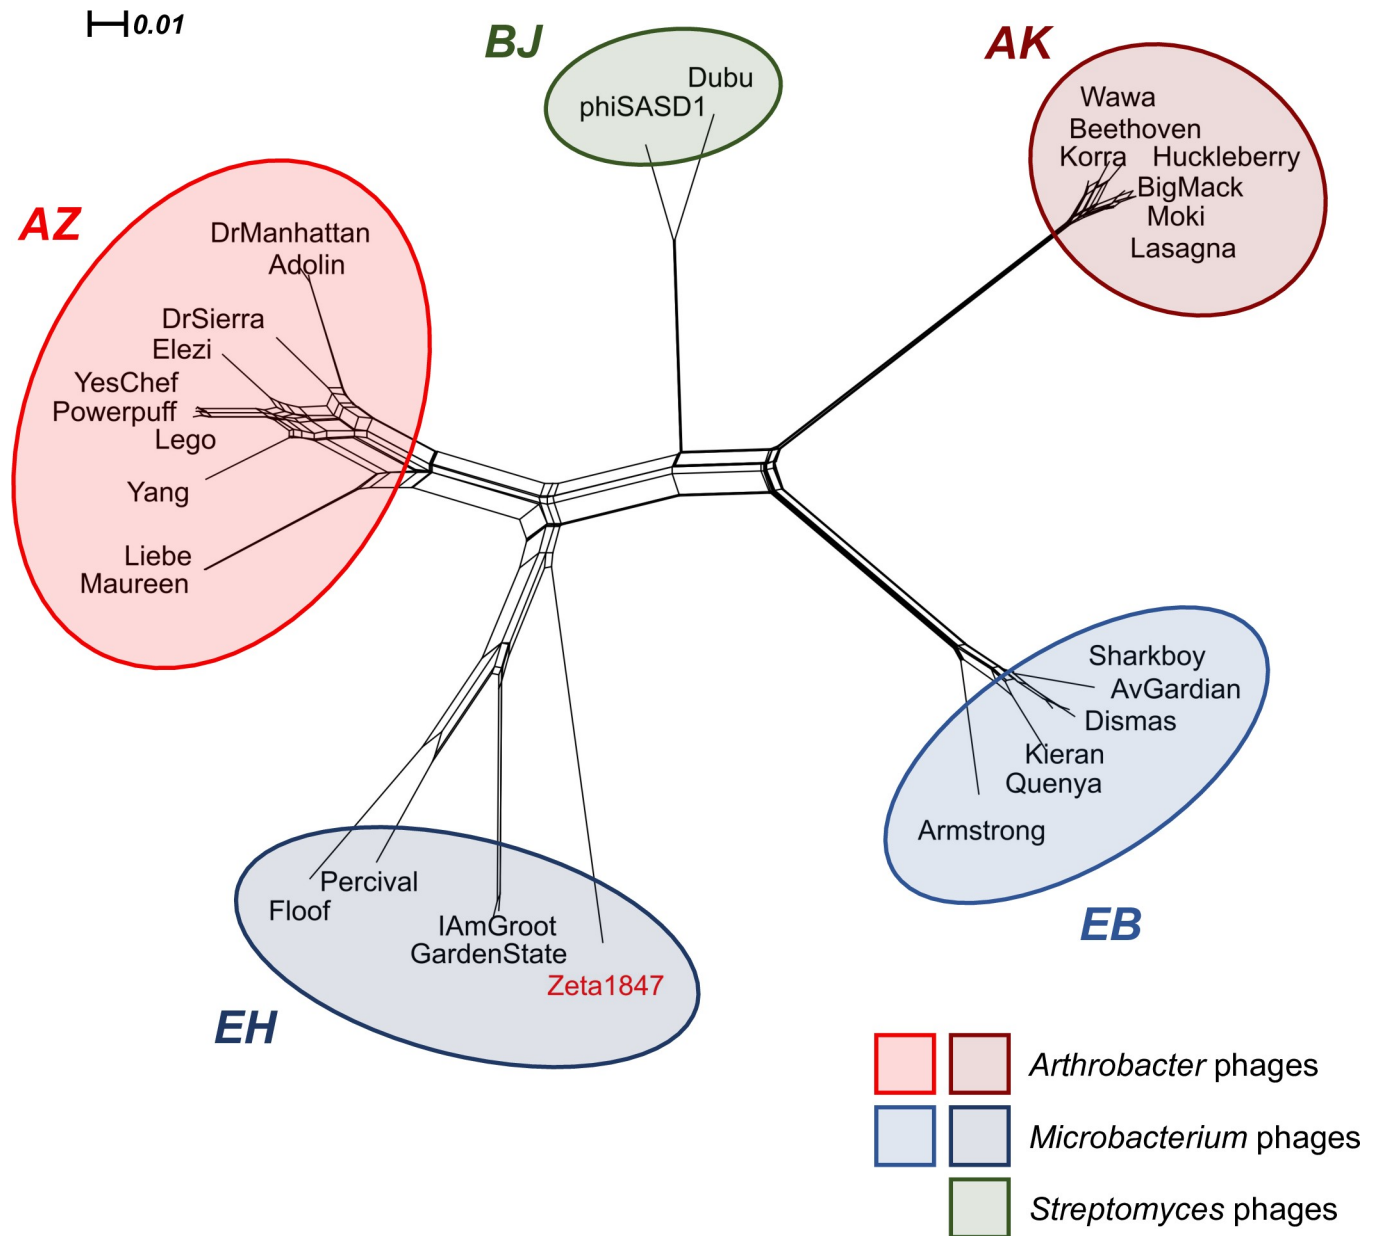 0.01
BJ
Dubu
phiSASD1
AK
Wawa
Beethoven
Korra Huckleberry
BigMack
Moki
Lasagna
AZ
DrManhattan
Adolin
DrSierra
Elezi
YesChef
Powerpuff
Lego
Yang
Liebe
Maureen
Sharkboy
AvGardian
Dismas
Kieran
Quenya
Armstrong
EB
Percival
Floof
IAmGroot
GardenState
Zeta1847
EH
Arthrobacter phages
Microbacterium phages
Streptomyces phages